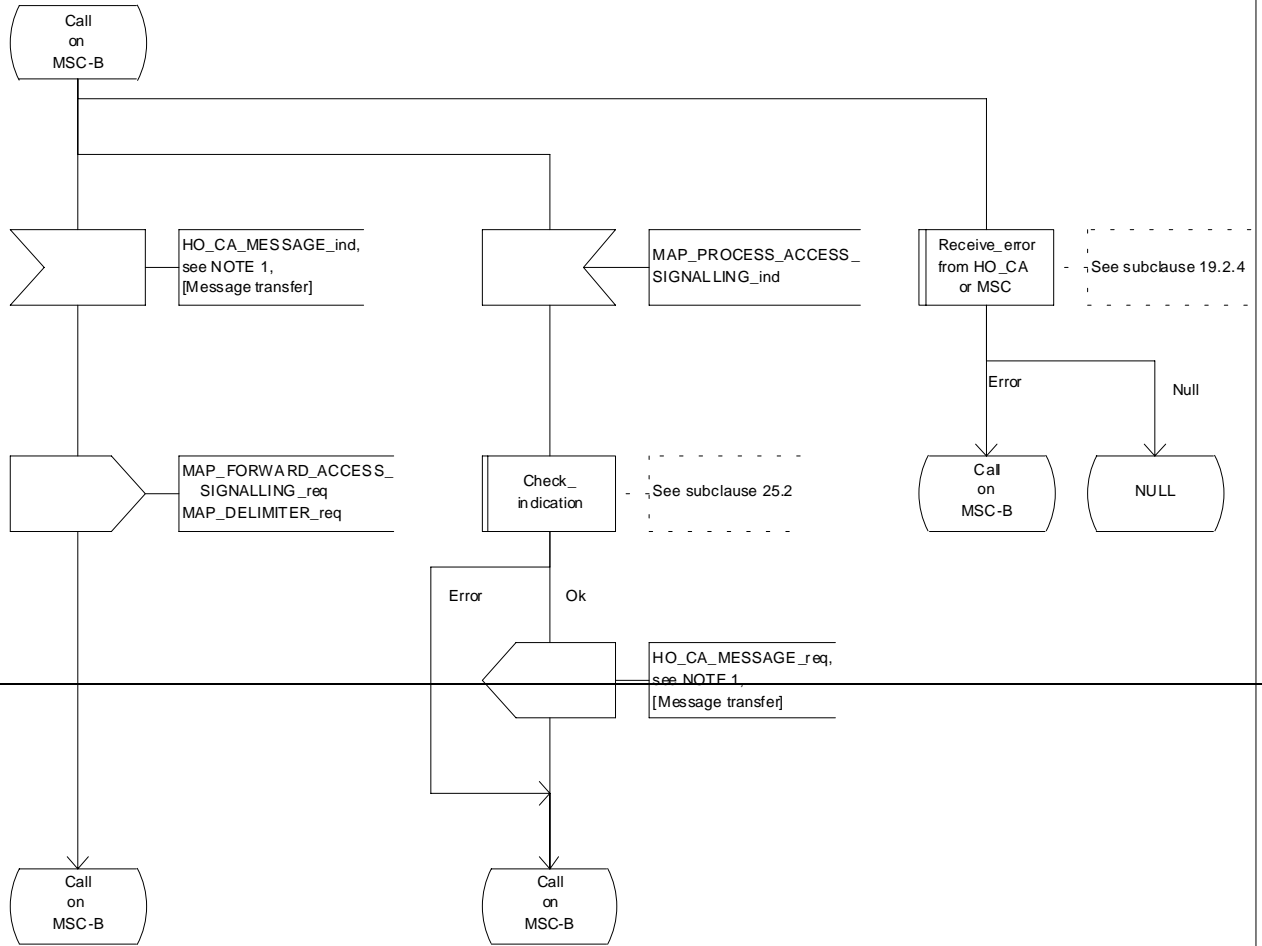 Call
on
MSC-B
HO_CA_MESSAGE_ind,
see NOTE 1,
[Message transfer]
MAP_PROCESS_ACCESS_
SIGNALLING_ind
Receive_error
from HO_CA
or MSC
See subclause 19.2.4
Error
Null
MAP_FORWARD_ACCESS_
SIGNALLING_req
MAP_DELIMITER_req
Check_
indication
See subclause 25.2
Call
on
MSC-B
NULL
Error
Ok
HO_CA_MESSAGE_req,
see NOTE 1,
[Message transfer]
Call
on
MSC-B
Call
on
MSC-B